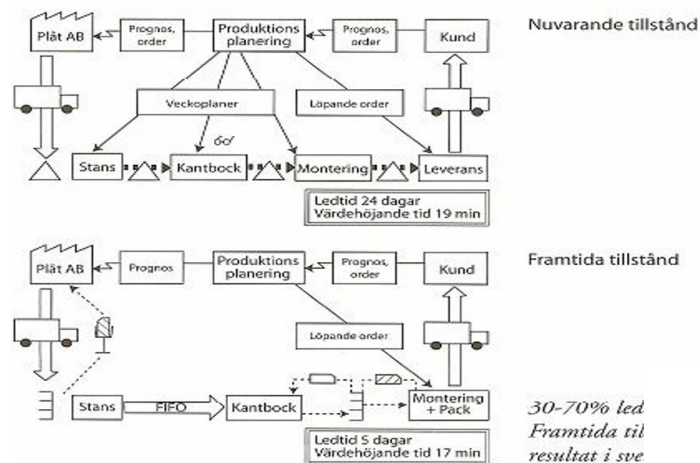 Nuvarande tillstånd
Plåt AB
Prognos,
order
Produktions
planering
Prognos,
order
Kund
Veckoplaner
Löpande order
Stans
Kantbock
Montering
Leverans
Ledtid 24 dagar
Värdehöjande tid 19 min
Framtida tillstånd
Plåt AB
Prognos
Produktions
planering
Prognos,
order
Kund
Löpande order
Stans
FIFO
Kantbock
Montering
+ Pack
Ledtid 5 dagar
Värdehöjande tid 17 min
30-70% led
Framtida til
resultat i sve